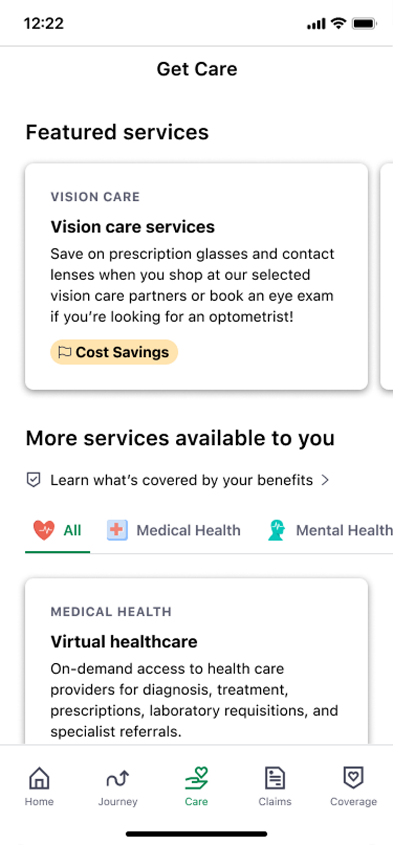 12:22
Get Care
Featured services
VISION CARE
Vision care services
Save on prescription glasses and contact
lenses when you shop at our selected
vision care partners or book an eye exam
if you’re looking for an optometrist!
Cost Savings
More services available to you
Learn what’s covered by your benefits
All Medical Health Mental Health
MEDICAL HEALTH
Virtual healthcare
On-demand access to health care
providers for diagnosis, treatment,
prescriptions, laboratory requisitions, and
specialist referrals.
Home Journey Care Claims Coverage